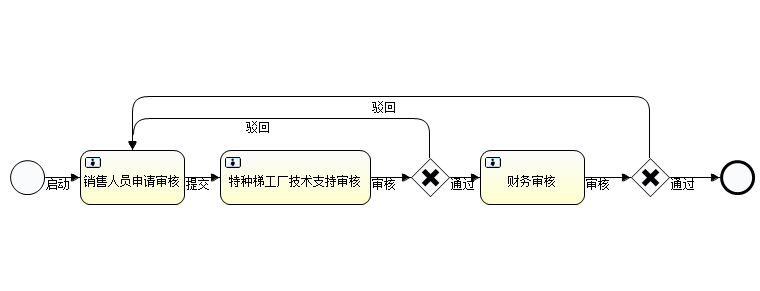 驳回
驳回
启动
销售人员申请审核
提交
特种梯工厂技术支持审核
审核
通过
财务审核
审核
通过